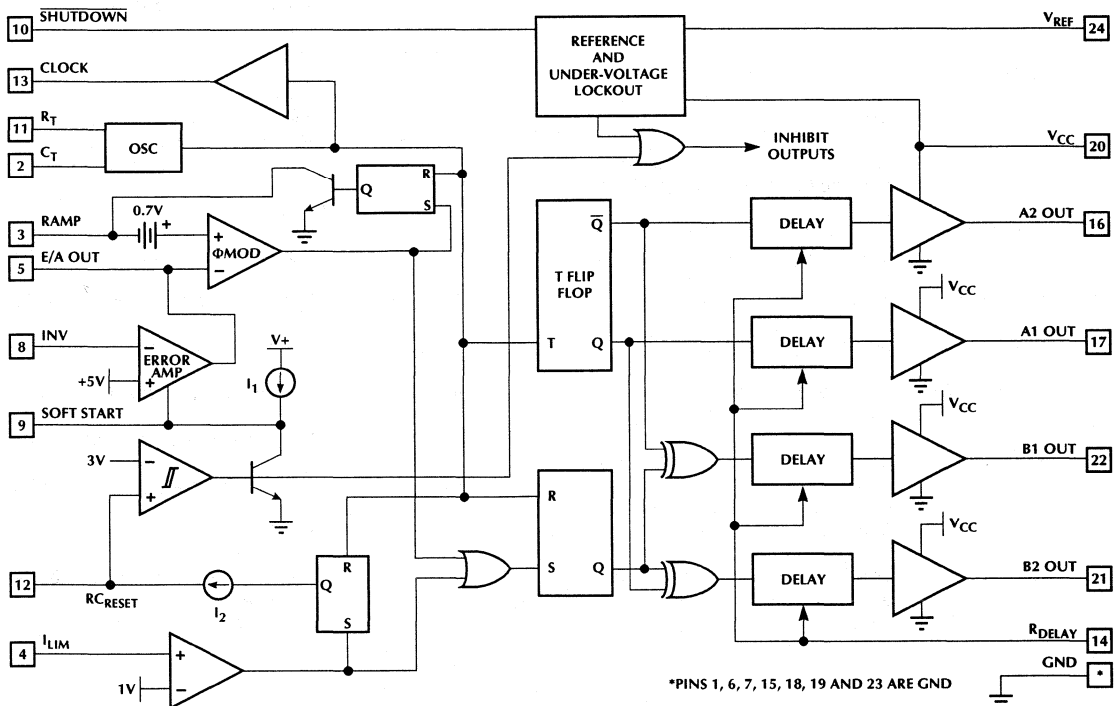 10 SHUTDOWN
REFERENCE
AND
UNDER-VOLTAGE
LOCKOUT
VREF 24
13 CLOCK
11 RT
2 CT
OSC
INHIBIT
OUTPUTS
VCC 20
Q R
S
3 RAMP
0.7V
+
+
ΦMOD
−
5 E/A OUT
Q
T FLIP
FLOP
T Q
DELAY
A2 OUT 16
VCC
DELAY
A1 OUT 17
8 INV
−
ERROR
AMP
+5V +
V+
I1
9 SOFT START
3V −
+
VCC
DELAY
B1 OUT 22
R
S Q
VCC
DELAY
B2 OUT 21
12
RCRESET
I2
R
Q
S
RDELAY 14
4 ILIM
+
1V −
GND *
*PINS 1, 6, 7, 15, 18, 19 AND 23 ARE GND